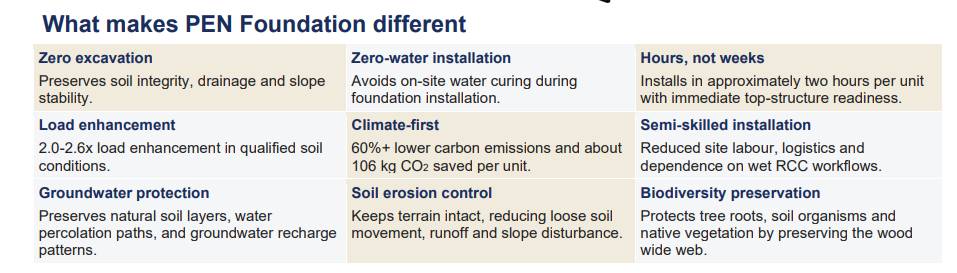 What makes PEN Foundation different
Zero excavation
Preserves soil integrity, drainage and slope
stability.
Zero-water installation
Avoids on-site water curing during
foundation installation.
Hours, not weeks
Installs in approximately two hours per unit
with immediate top-structure readiness.
Load enhancement
2.0-2.6x load enhancement in qualified soil
conditions.
Climate-first
60%+ lower carbon emissions and about
106 kg CO₂ saved per unit.
Semi-skilled installation
Reduced site labour, logistics and
dependence on wet RCC workflows.
Groundwater protection
Preserves natural soil layers, water
percolation paths, and groundwater recharge
patterns.
Soil erosion control
Keeps terrain intact, reducing loose soil
movement, runoff and slope disturbance.
Biodiversity preservation
Protects tree roots, soil organisms and
native vegetation by preserving the wood
wide web.